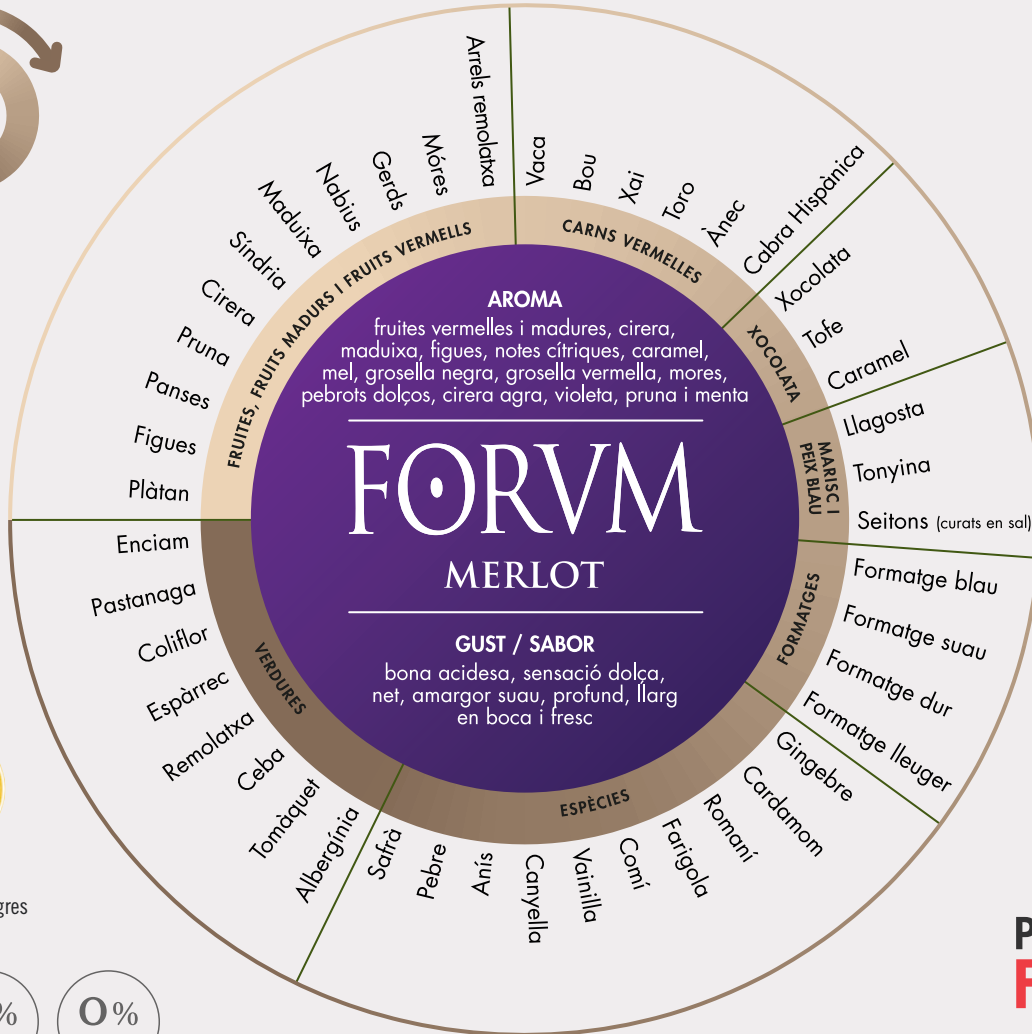 AROMA
fruites vermelles i madures, cirera,
maduixa, figues, notes cítriques, caramel,
mel, grosella negra, grosella vermella, mores,
pebrots dolços, cirera agra, violeta, pruna i menta
FORVM
MERLOT
GUST / SABOR
bona acidesa, sensació dolça,
net, amargor suau, profund, llarg
en boca i fresc
CARNS VERMELLES
Vaca
Bou
Xai
Toro
Ànec
Cabra Hispànica
XOCOLATA
Xocolata
Tofe
Caramel
MARISC I
PEIX BLAU
Llagosta
Tonyina
Seitons (curats en sal)
FORMATGES
Formatge blau
Formatge suau
Formatge dur
Formatge lleuger
ESPÈCIES
Gingebre
Cardamom
Romaní
Farigola
Comí
Vainilla
Canyella
Anís
Pebre
Safrà
VERDURES
Albergínia
Tomàquet
Ceba
Remolatxa
Espàrrec
Coliflor
Pastanaga
Enciam
FRUITES, FRUITS MADURS I FRUITS VERMELLS
Plàtan
Figues
Panses
Pruna
Cirera
Síndria
Maduixa
Nabius
Gerds
Móres
Arrels remolatxa
gres
%
0%
P
F